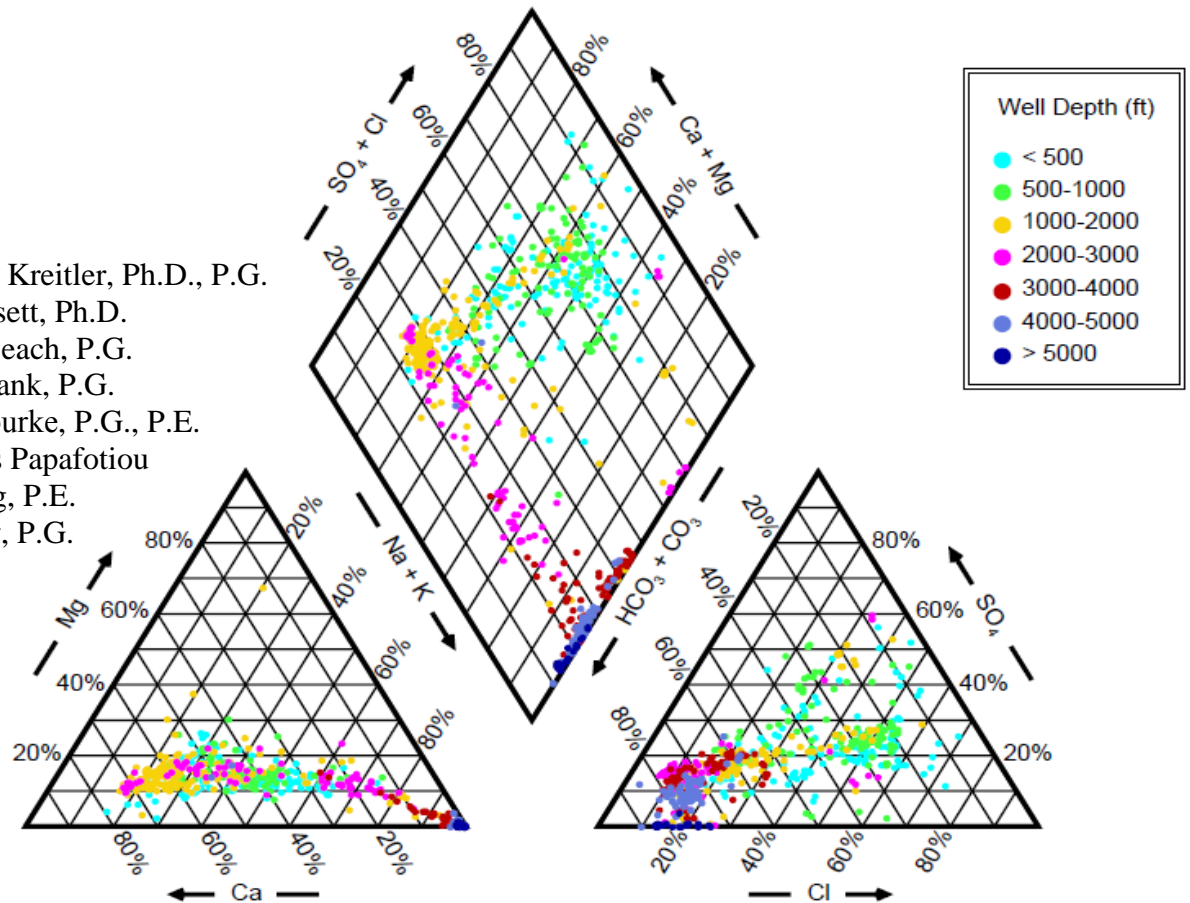 80%
80%
SO4 + Cl
Ca + Mg
60%
60%
40%
40%
20%
20%
Well Depth (ft)
< 500
500-1000
1000-2000
2000-3000
3000-4000
4000-5000
> 5000
Kreitler, Ph.D., P.G.
sett, Ph.D.
each, P.G.
ank, P.G.
urke, P.G., P.E.
s Papafotiou
g, P.E.
, P.G.
Na + K
HCO3 + CO3
Mg
80%
60%
40%
20%
20%
40%
60%
80%
80%
60%
40%
20%
Ca
20%
40%
60%
80%
80%
60%
40%
20%
SO4
20%
40%
60%
80%
Cl